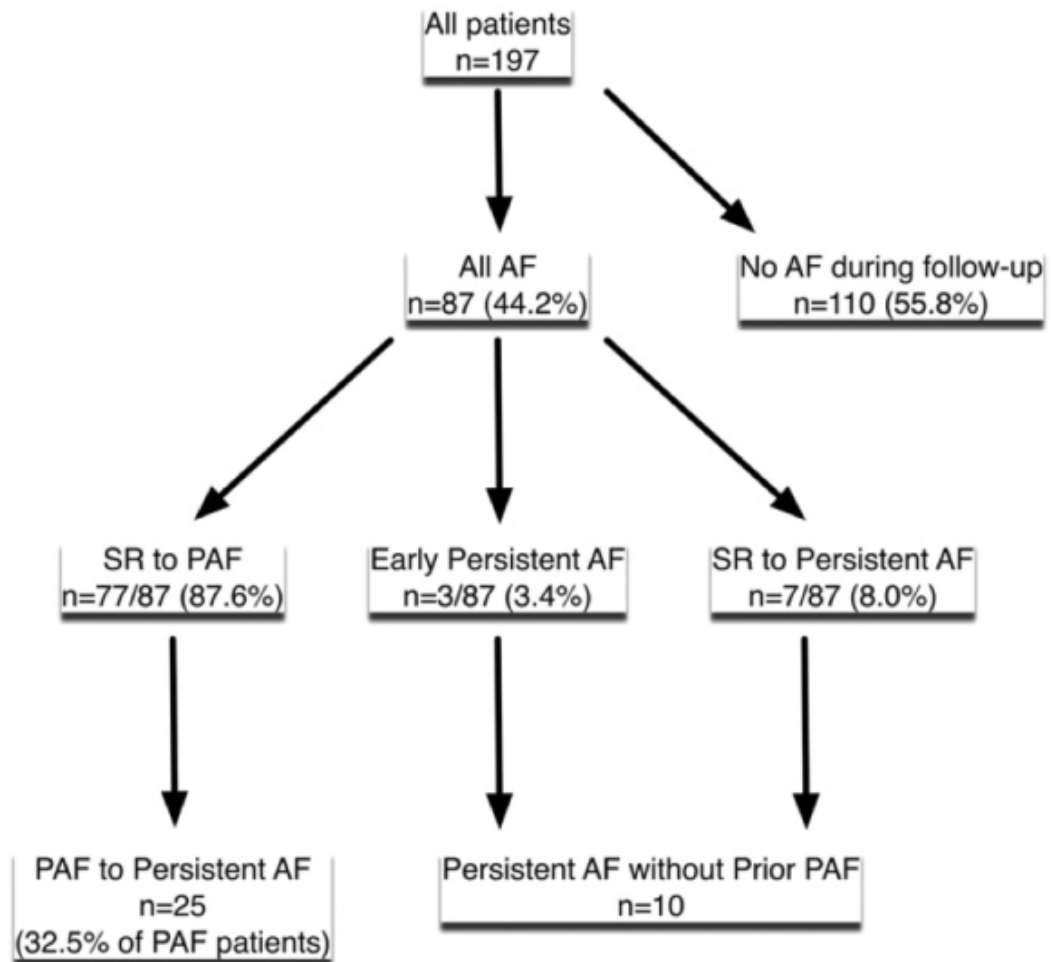 All patients
n=197
All AF
n=87 (44.2%)
No AF during follow-up
n=110 (55.8%)
SR to PAF
n=77/87 (87.6%)
Early Persistent AF
n=3/87 (3.4%)
SR to Persistent AF
n=7/87 (8.0%)
PAF to Persistent AF
n=25
(32.5% of PAF patients)
Persistent AF without Prior PAF
n=10